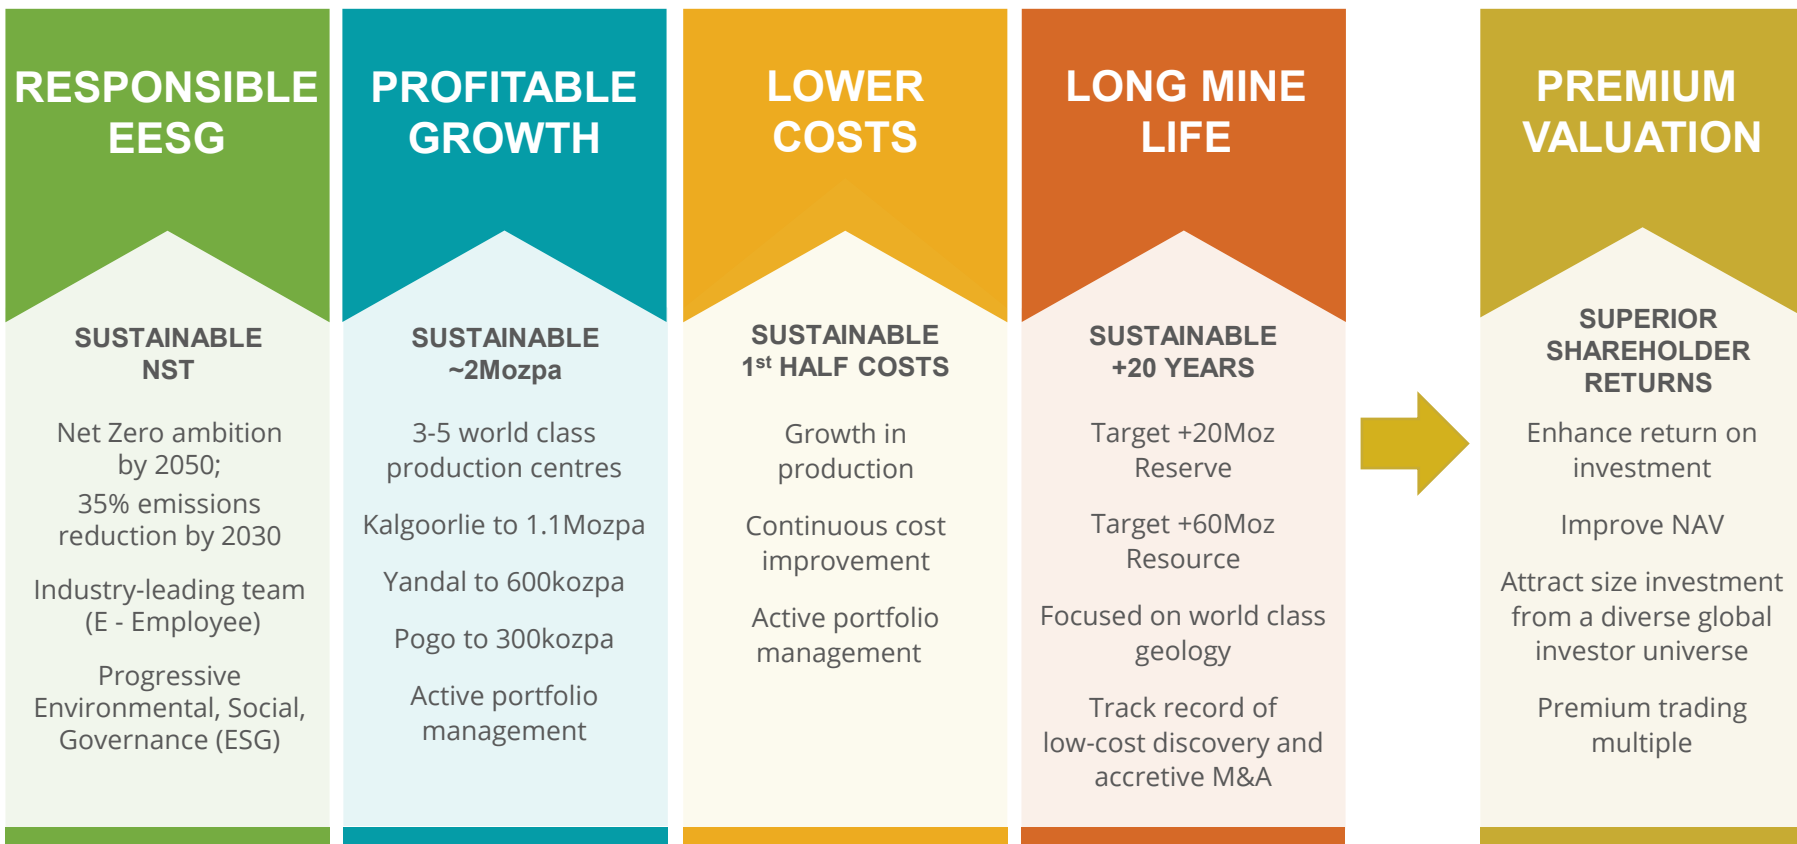 RESPONSIBLE
EESG
SUSTAINABLE
NST
Net Zero ambition
by 2050;
35% emissions
reduction by 2030
Industry-leading team
(E - Employee)
Progressive
Environmental, Social,
Governance (ESG)
PROFITABLE
GROWTH
SUSTAINABLE
~2Mozpa
3-5 world class
production centres
Kalgoorlie to 1.1Mozpa
Yandal to 600kozpa
Pogo to 300kozpa
Active portfolio
management
LOWER
COSTS
SUSTAINABLE
1st HALF COSTS
Growth in
production
Continuous cost
improvement
Active portfolio
management
LONG MINE
LIFE
SUSTAINABLE
+20 YEARS
Target +20Moz
Reserve
Target +60Moz
Resource
Focused on world class
geology
Track record of
low-cost discovery and
accretive M&A
PREMIUM
VALUATION
SUPERIOR
SHAREHOLDER
RETURNS
Enhance return on
investment
Improve NAV
Attract size investment
from a diverse global
investor universe
Premium trading
multiple